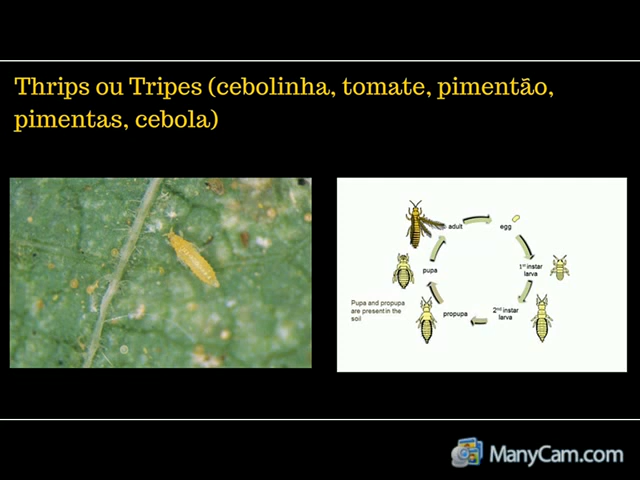 Thrips ou Tripes (cebolinha, tomate, pimentão,
pimentas, cebola)
adult
egg
1st instar
larva
2nd instar
larva
propupa
pupa
Pupa and propupa
are present in the
soil
ManyCam.com